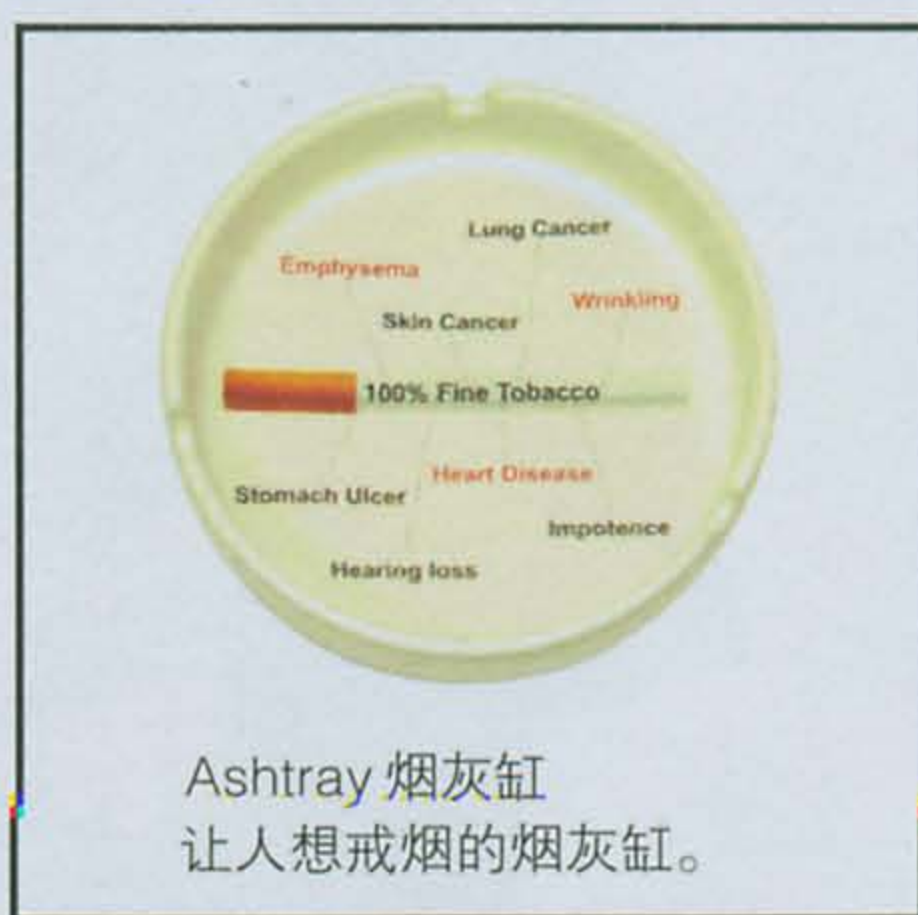 Lung Cancer
Emphysema
Wrinkling
Skin Cancer
100% Fine Tobacco
Heart Disease
Stomach Ulcer
Impotence
Hearing loss
Ashtray 烟灰缸
让人想戒烟的烟灰缸。